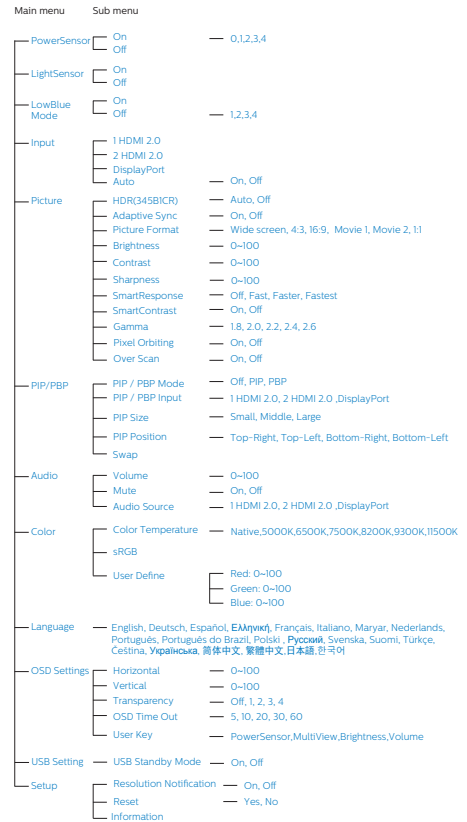 Main menu Sub menu
PowerSensor On 0,1,2,3,4
Off
LightSensor On
Off
LowBlue Mode On
Off 1,2,3,4
Input 1 HDMI 2.0
2 HDMI 2.0
DisplayPort
Auto On, Off
Picture HDR(345B1CR) Auto, Off
Adaptive Sync On, Off
Picture Format Wide screen, 4:3, 16:9, Movie 1, Movie 2, 1:1
Brightness 0~100
Contrast 0~100
Sharpness 0~100
SmartResponse Off, Fast, Faster, Fastest
SmartContrast On, Off
Gamma 1.8, 2.0, 2.2, 2.4, 2.6
Pixel Orbiting On, Off
Over Scan On, Off
PIP/PBP PIP / PBP Mode Off, PIP, PBP
PIP / PBP Input 1 HDMI 2.0, 2 HDMI 2.0 ,DisplayPort
PIP Size Small, Middle, Large
PIP Position Top-Right, Top-Left, Bottom-Right, Bottom-Left
Swap
Audio Volume 0~100
Mute On, Off
Audio Source 1 HDMI 2.0, 2 HDMI 2.0 ,DisplayPort
Color Color Temperature Native,5000K,6500K,7500K,8200K,9300K,11500K
sRGB
User Define Red: 0~100
Green: 0~100
Blue: 0~100
Language English, Deutsch, Español, Ελληνική, Français, Italiano, Maryar, Nederlands,
Português, Português do Brazil, Polski , Русский, Svenska, Suomi, Türkçe,
Čeština, Українська, 简体中文, 繁體中文,日本語,한국어
OSD Settings Horizontal 0~100
Vertical 0~100
Transparency Off, 1, 2, 3, 4
OSD Time Out 5, 10, 20, 30, 60
User Key PowerSensor,MultiView,Brightness,Volume
USB Setting USB Standby Mode On, Off
Setup Resolution Notification On, Off
Reset Yes, No
Information